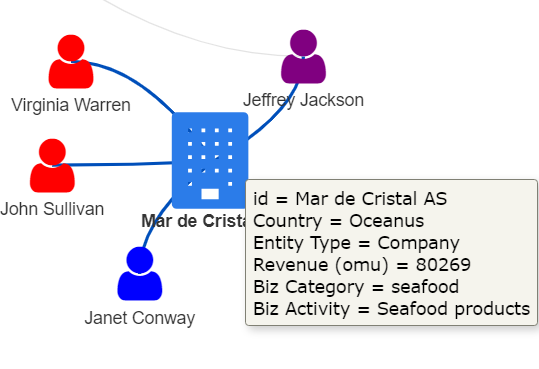 Virginia Warren
Jeffrey Jackson
John Sullivan
Mar de Crista
Janet Conway
id = Mar de Cristal AS
Country = Oceanus
Entity Type = Company
Revenue (omu) = 80269
Biz Category = seafood
Biz Activity = Seafood products